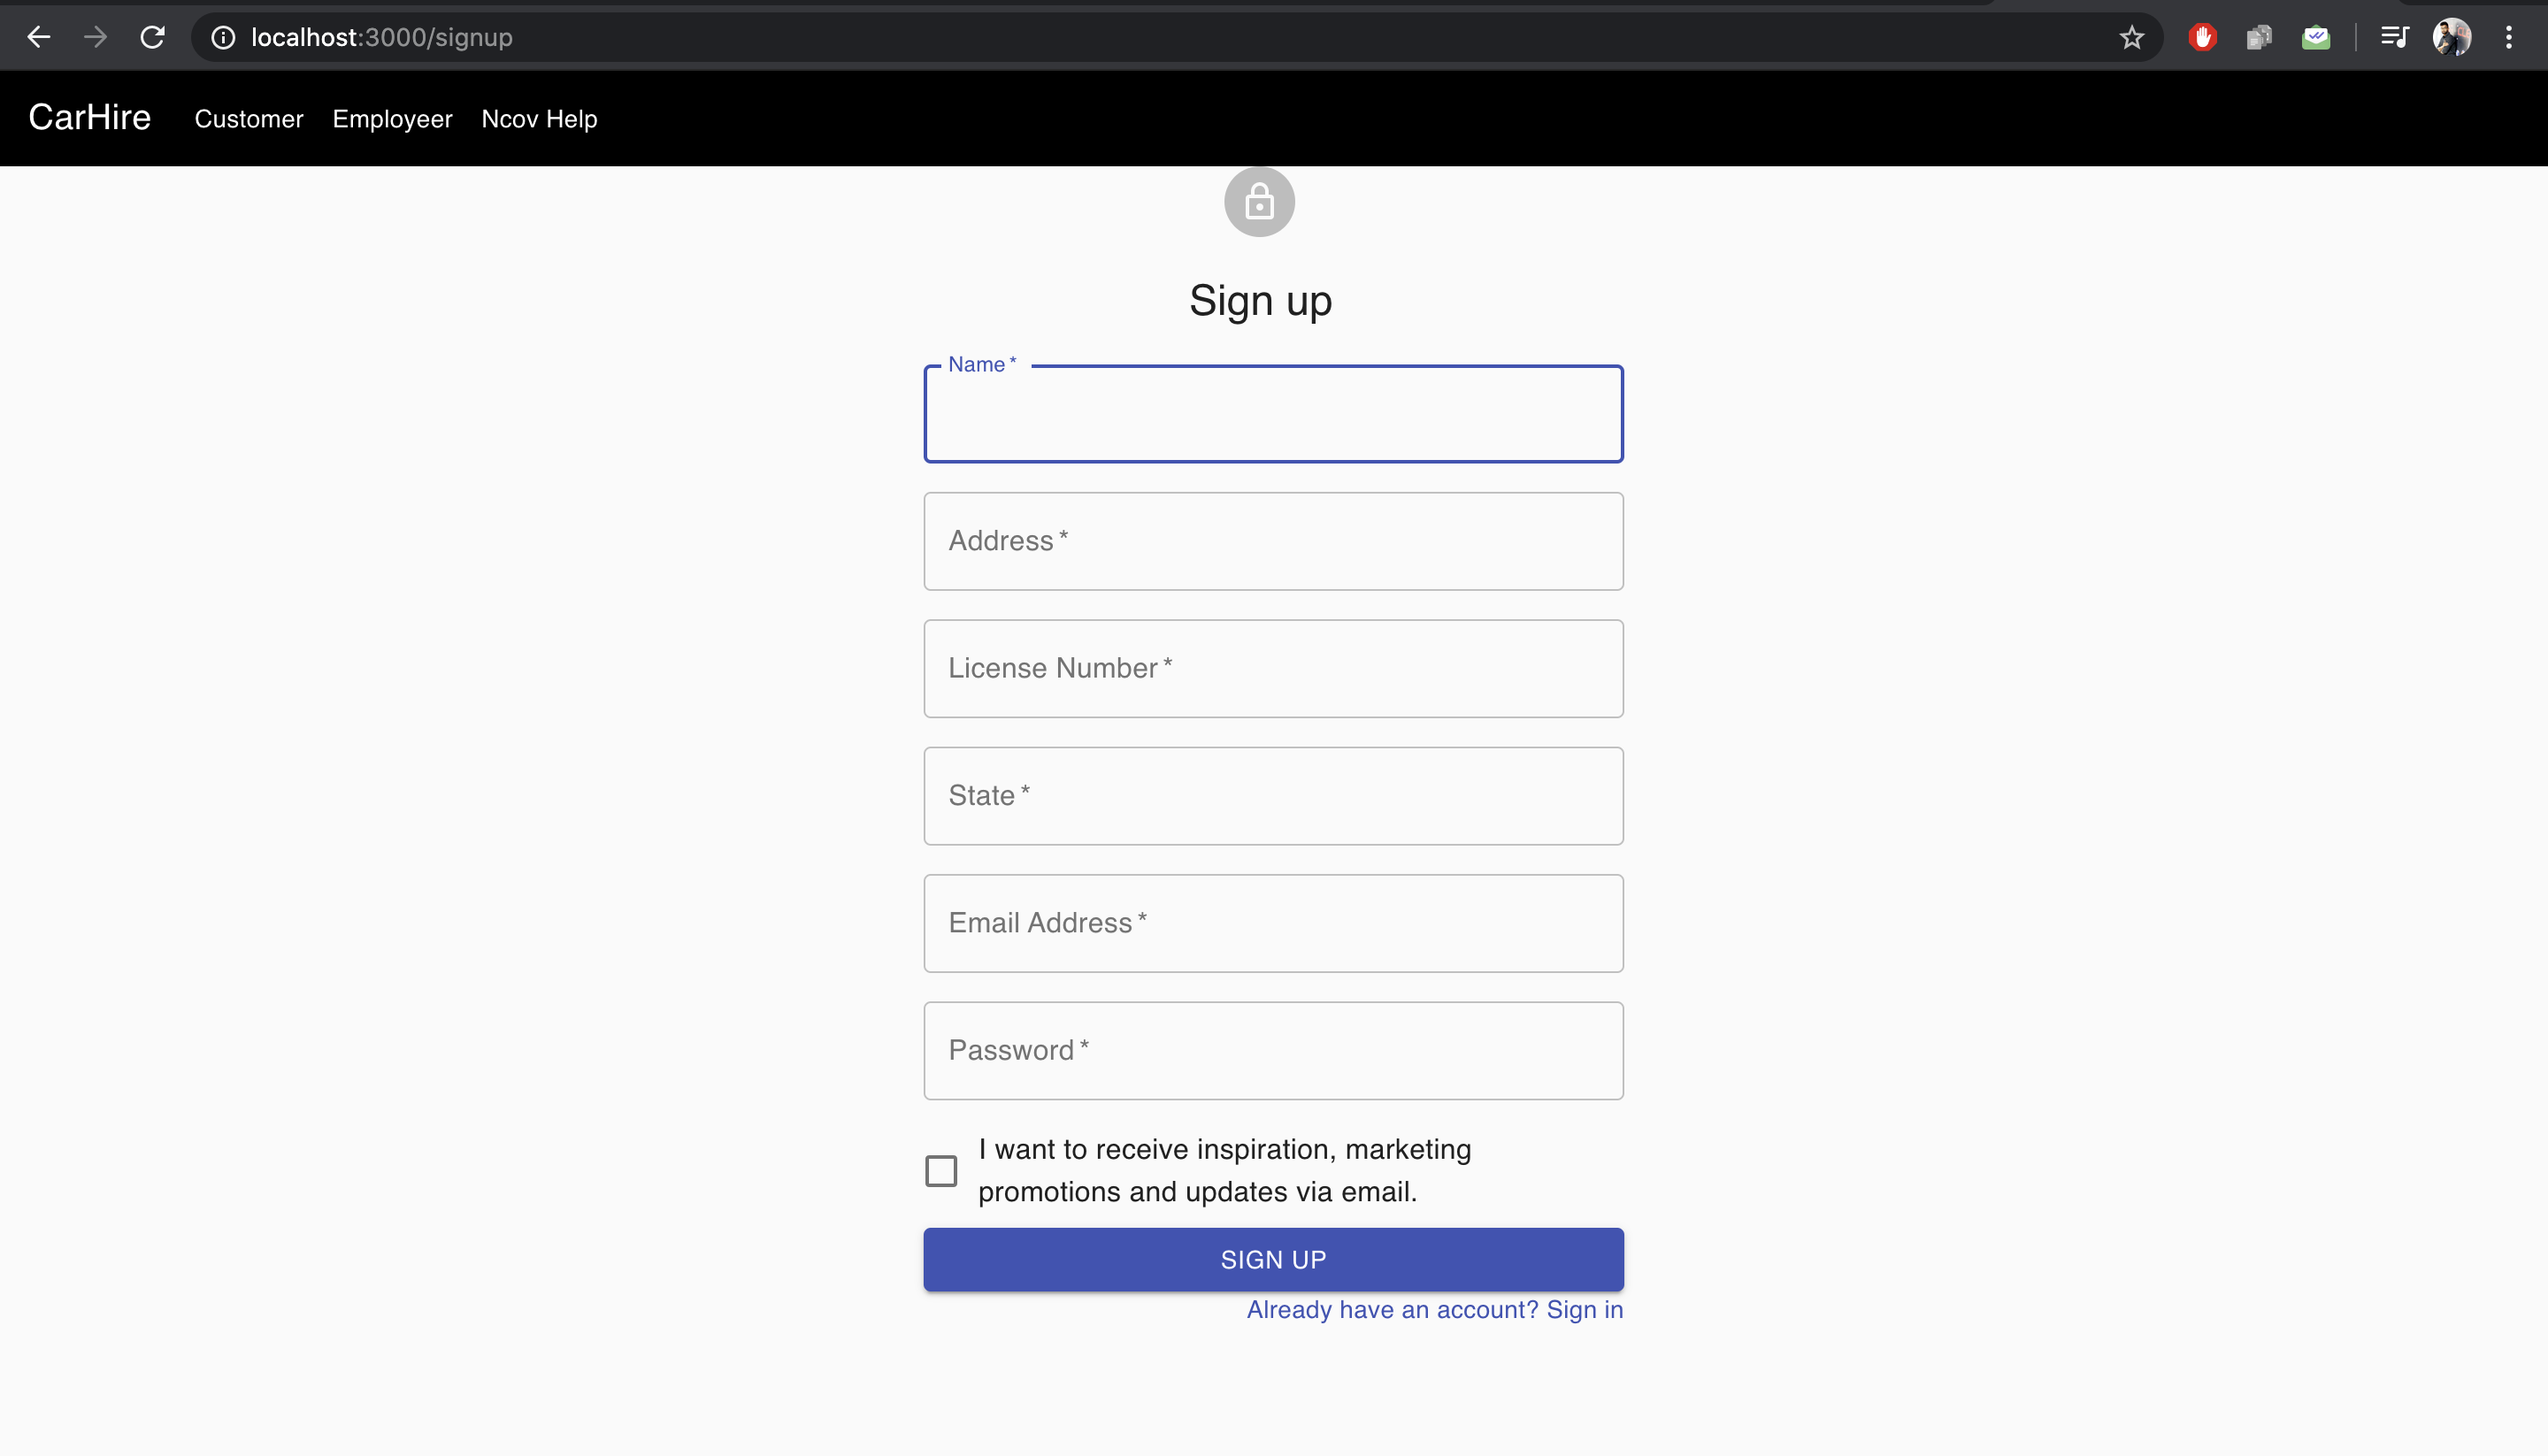 localhost:3000/signup
CarHire Customer Employeer Ncov Help
Sign up
Name *
Address *
License Number *
State *
Email Address *
Password *
I want to receive inspiration, marketing
promotions and updates via email.
SIGN UP
Already have an account? Sign in